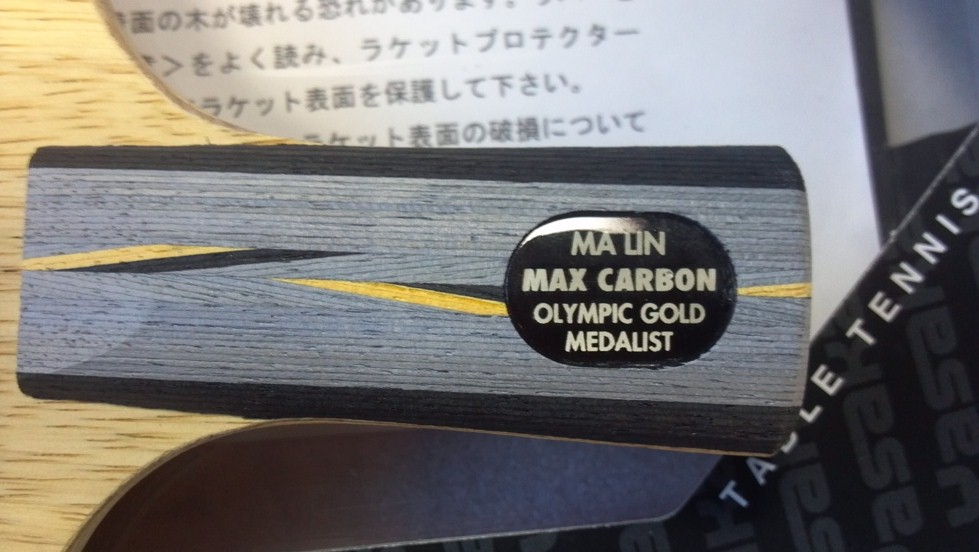 面の木が壊れる恐れがあります。
>をよく読み、ラケットプロテクター
ラケット表面を保護して下さい。
ラケット表面の破損について
MA LIN
MAX CARBON
OLYMPIC GOLD
MEDALIST
TABLE TENNIS